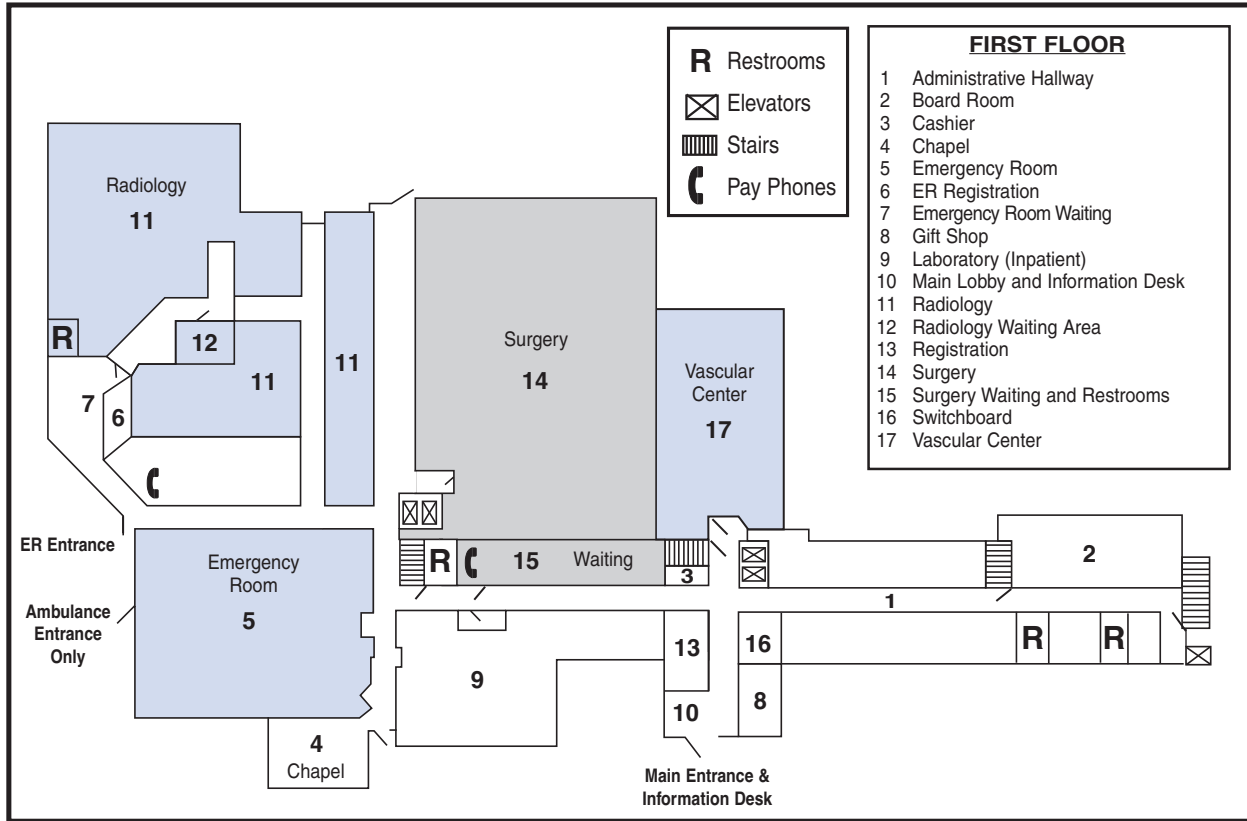 FIRST FLOOR
1 Administrative Hallway
2 Board Room
3 Cashier
4 Chapel
5 Emergency Room
6 ER Registration
7 Emergency Room Waiting
8 Gift Shop
9 Laboratory (Inpatient)
10 Main Lobby and Information Desk
11 Radiology
12 Radiology Waiting Area
13 Registration
14 Surgery
15 Surgery Waiting and Restrooms
16 Switchboard
17 Vascular Center
R Restrooms
Elevators
Stairs
Pay Phones
Radiology
11
R
12
11
11
7
6
Surgery
14
Vascular
Center
17
ER Entrance
Emergency
Room
5
Ambulance
Entrance
Only
R
15 Waiting
3
2
1
13
16
R
R
9
10
8
4
Chapel
Main Entrance &
Information Desk